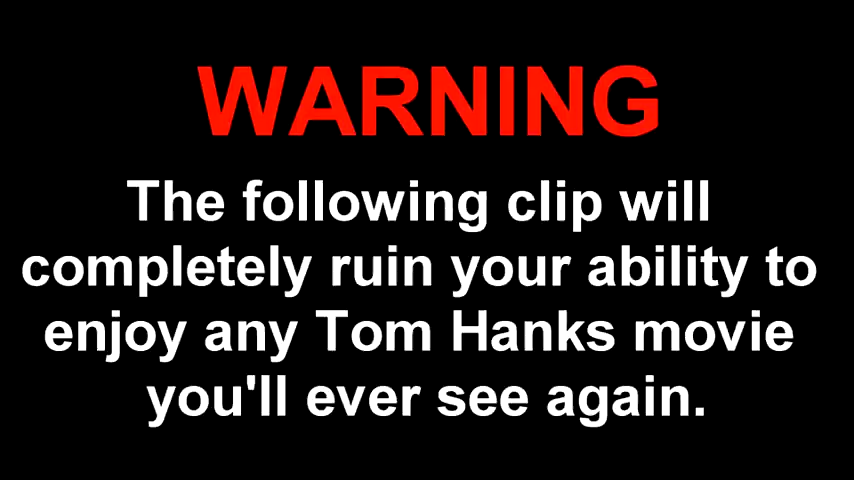 WARNING
The following clip will
completely ruin your ability to
enjoy any Tom Hanks movie
you'll ever see again.